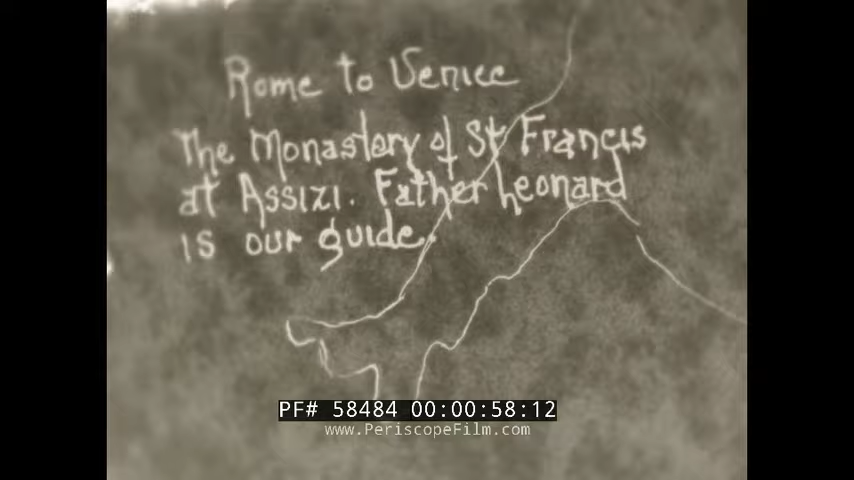 Rome to Venice
The Monastery of St Francis
at Assizi. Father Leonard
is our guide.
PF# 58484 00:00:58:12
www.PeriscopeFilm.com